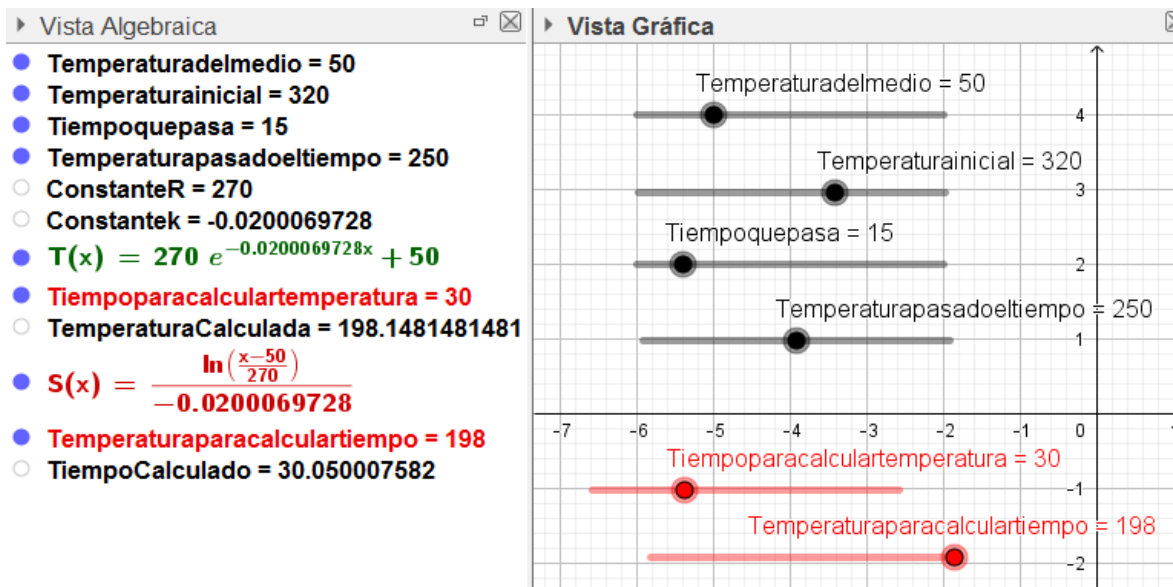 Vista Algebraica
Temperaturadelmedio = 50
Temperaturainicial = 320
Tiempoquepasa = 15
Temperaturapasadoeltiempo = 250
ConstanteR = 270
Constantek = -0.0200069728
T(x) = 270 e^{-0.0200069728x} + 50
Tiempoparacalculartemperatura = 30
TemperaturaCalculada = 198.1481481481
S(x) = ln((x-50)/270) / -0.0200069728
Temperaturaparacalculartiempo = 198
TiempoCalculado = 30.050007582
Vista Gráfica
Temperaturadelmedio = 50
4
Temperaturainicial = 320
3
Tiempoquepasa = 15
2
Temperaturapasadoeltiempo = 250
1
-7 -6 -5 -4 -3 -2 -1 0
Tiempoparacalculartemperatura = 30
-1
Temperaturaparacalculartiempo = 198
-2